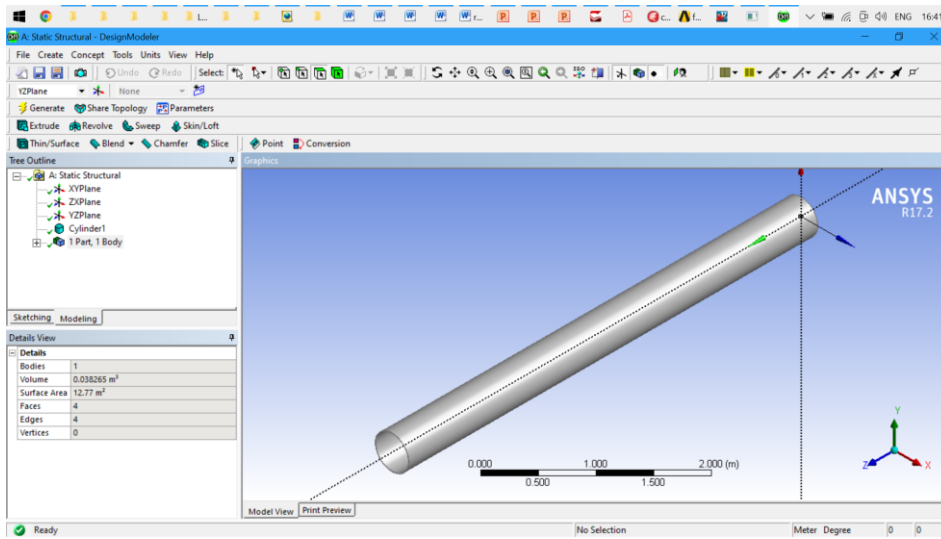 L...
r...
c...
f...
ENG 16:41
A: Static Structural - DesignModeler
File Create Concept Tools Units View Help
Undo Redo Select:
YZPlane None
Generate Share Topology Parameters
Extrude Revolve Sweep Skin/Loft
Thin/Surface Blend Chamfer Slice Point Conversion
Tree Outline
Graphics
A: Static Structural
XYPlane
ZXPlane
YZPlane
Cylinder1
1 Part, 1 Body
Sketching Modeling
Details View
Details
Bodies 1
Volume 0.038265 m³
Surface Area 12.77 m²
Faces 4
Edges 4
Vertices 0
ANSYS
R17.2
0.000 1.000 2.000 (m)
0.500 1.500
Y
Z X
Model View Print Preview
Ready No Selection Meter Degree 0 0